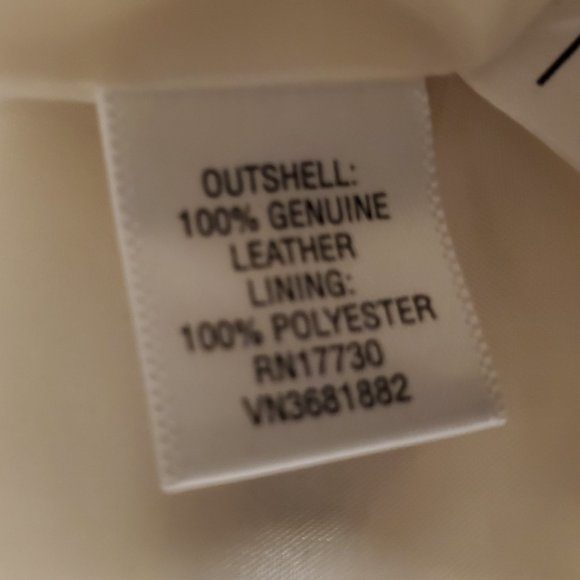 OUTSHELL:
100% GENUINE
LEATHER
LINING:
100% POLYESTER
RN17730
VN3681882